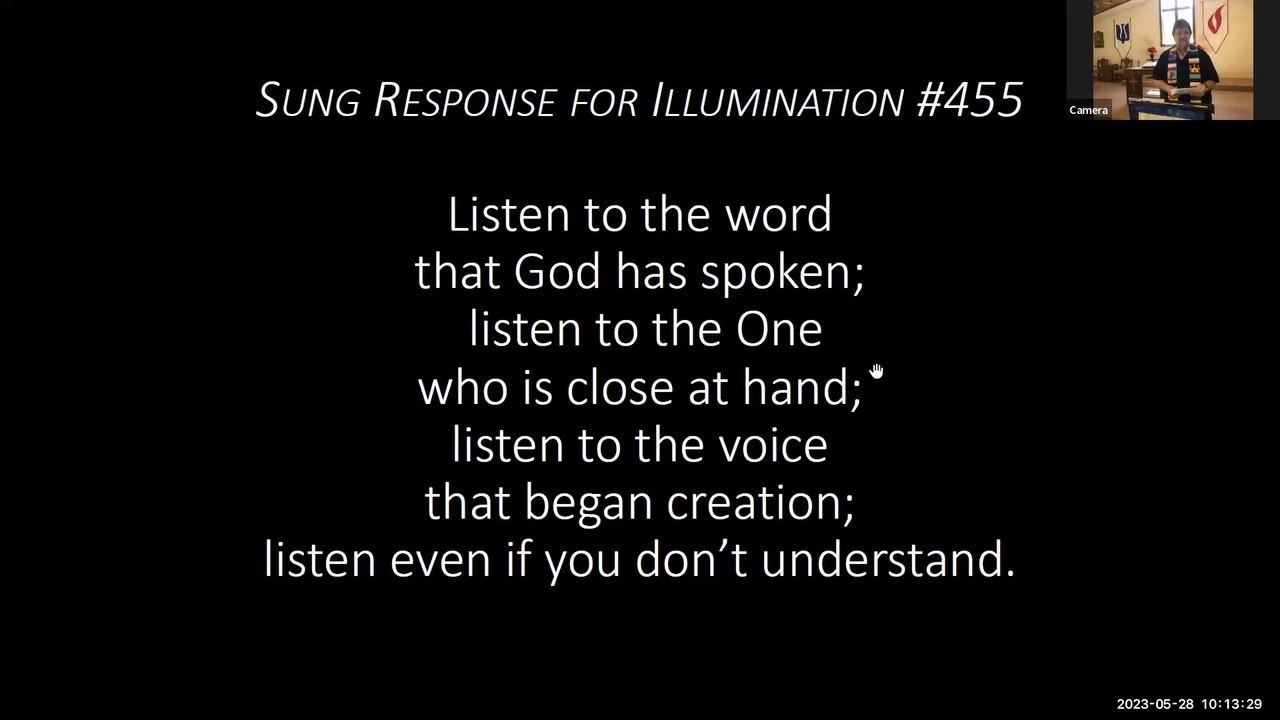 SUNG RESPONSE FOR ILLUMINATION #455
Camera
Listen to the word
that God has spoken;
listen to the One
who is close at hand;
listen to the voice
that began creation;
listen even if you don’t understand.
2023-05-28 10:13:29